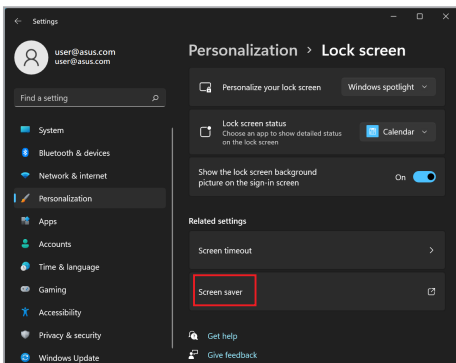 Settings
user@asus.com
user@asus.com
Find a setting
System
Bluetooth & devices
Network & internet
Personalization
Apps
Accounts
Time & language
Gaming
Accessibility
Privacy & security
Windows Update
Personalization > Lock screen
Personalize your lock screen
Windows spotlight
Lock screen status
Choose an app to show detailed status
on the lock screen
Calendar
Show the lock screen background
picture on the sign-in screen
On
Related settings
Screen timeout
Screen saver
Get help
Give feedback